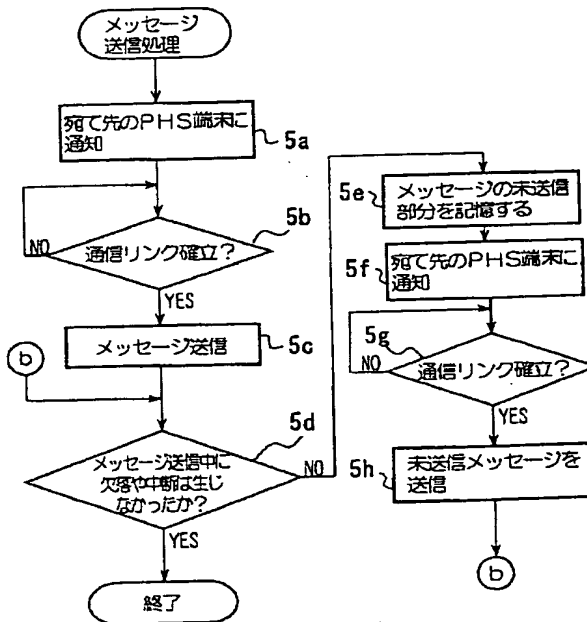 メッセージ
送信処理
宛て先のPHS端末に
通知
5a
5b
通信リンク確立?
NO
YES
メッセージ送信
5c
b
5d
メッセージ送信中に
欠落や中断は生じ
なかったか?
NO
YES
終了
5e
メッセージの未送信
部分を記憶する
5f
宛て先のPHS端末に
通知
5g
通信リンク確立?
NO
YES
5h
未送信メッセージを
送信
b